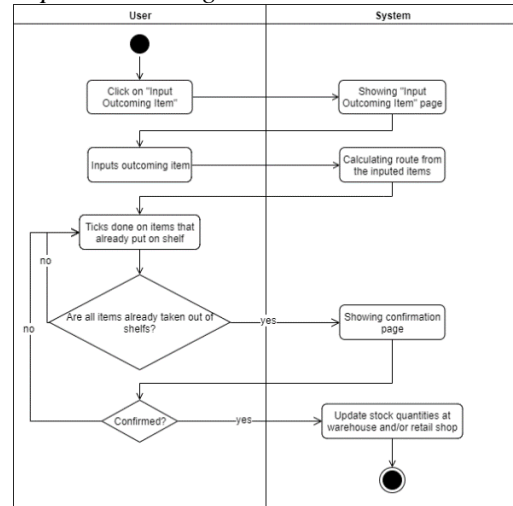 User
System
Click on "Input
Outcoming Item"
Showing "Input
Outcoming Item" page
Inputs outcoming item
Calculating route from
the inputed items
Ticks done on items that
already put on shelf
no
Are all items already taken out of
shelfs?
yes
Showing confirmation
page
no
Confirmed?
yes
Update stock quantities at
warehouse and/or retail shop